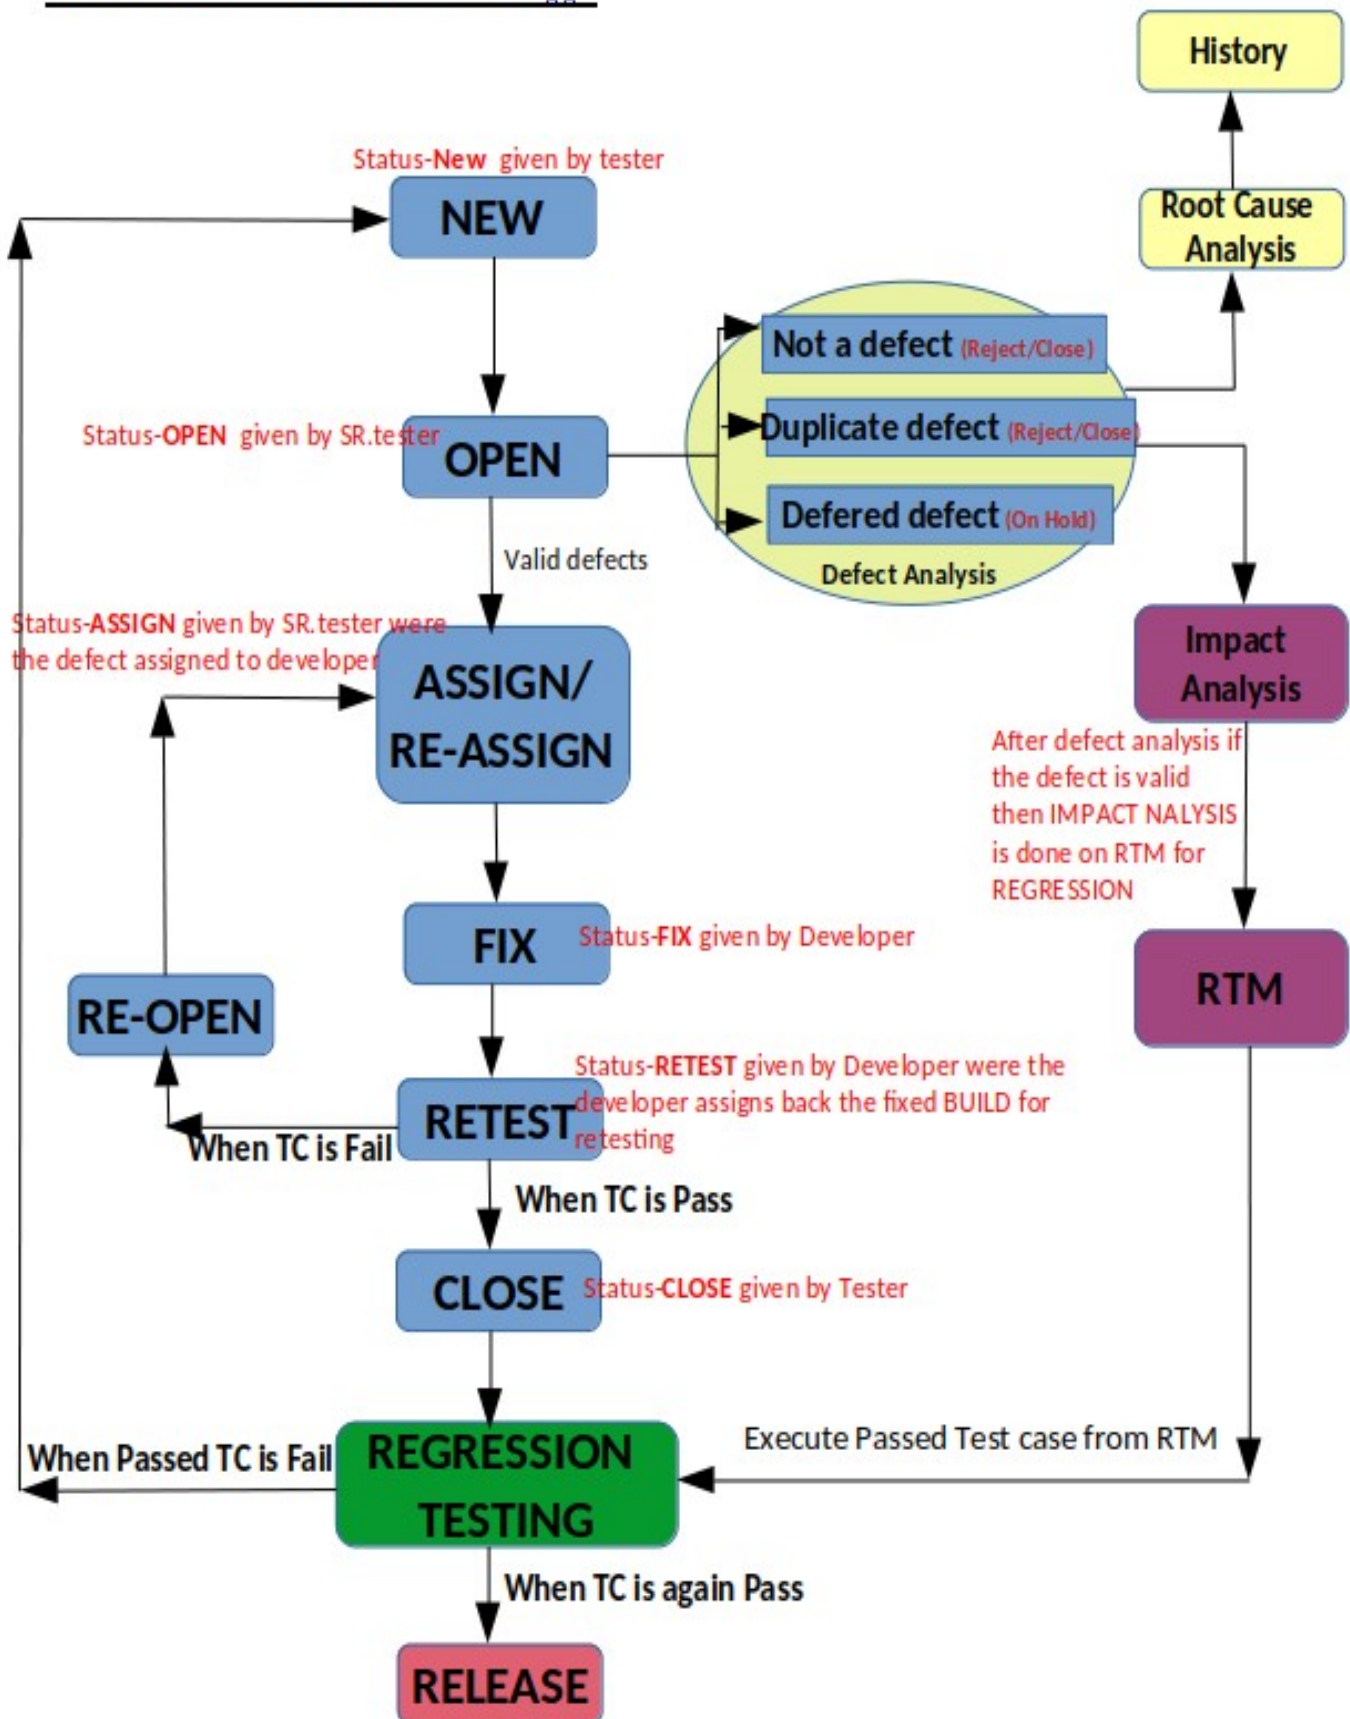 History
Status-New given by tester
Root Cause
Analysis
NEW
Not a defect (Reject/Close)
Status-OPEN given by SR.tester
Duplicate defect (Reject/Close)
OPEN
Defered defect (On Hold)
Valid defects
Defect Analysis
Status-ASSIGN given by SR.tester were
the defect assigned to developer
ASSIGN/
RE-ASSIGN
Impact
Analysis
After defect analysis if
the defect is valid
then IMPACT NALYSIS
is done on RTM for
REGRESSION
FIX
Status-FIX given by Developer
RTM
RE-OPEN
Status-RETEST given by Developer were the
developer assigns back the fixed BUILD for
retesting
RETEST
When TC is Fail
When TC is Pass
CLOSE
Status-CLOSE given by Tester
When Passed TC is Fail
REGRESSION
TESTING
Execute Passed Test case from RTM
When TC is again Pass
RELEASE